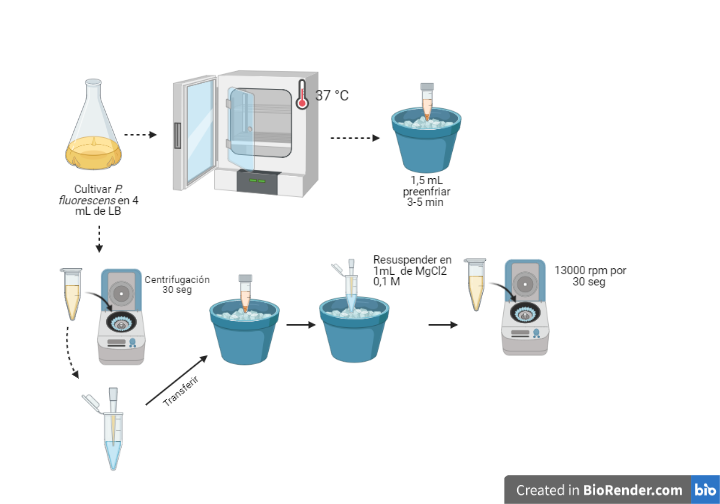 37 °C
Cultivar P.
fluorescens en 4
mL de LB
1,5 mL
preenfriar
3-5 min
Centrifugación
30 seg
Transferir
Resuspender en
1mL de MgCl2
0,1 M
13000 rpm por
30 seg
Created in BioRender.com bio